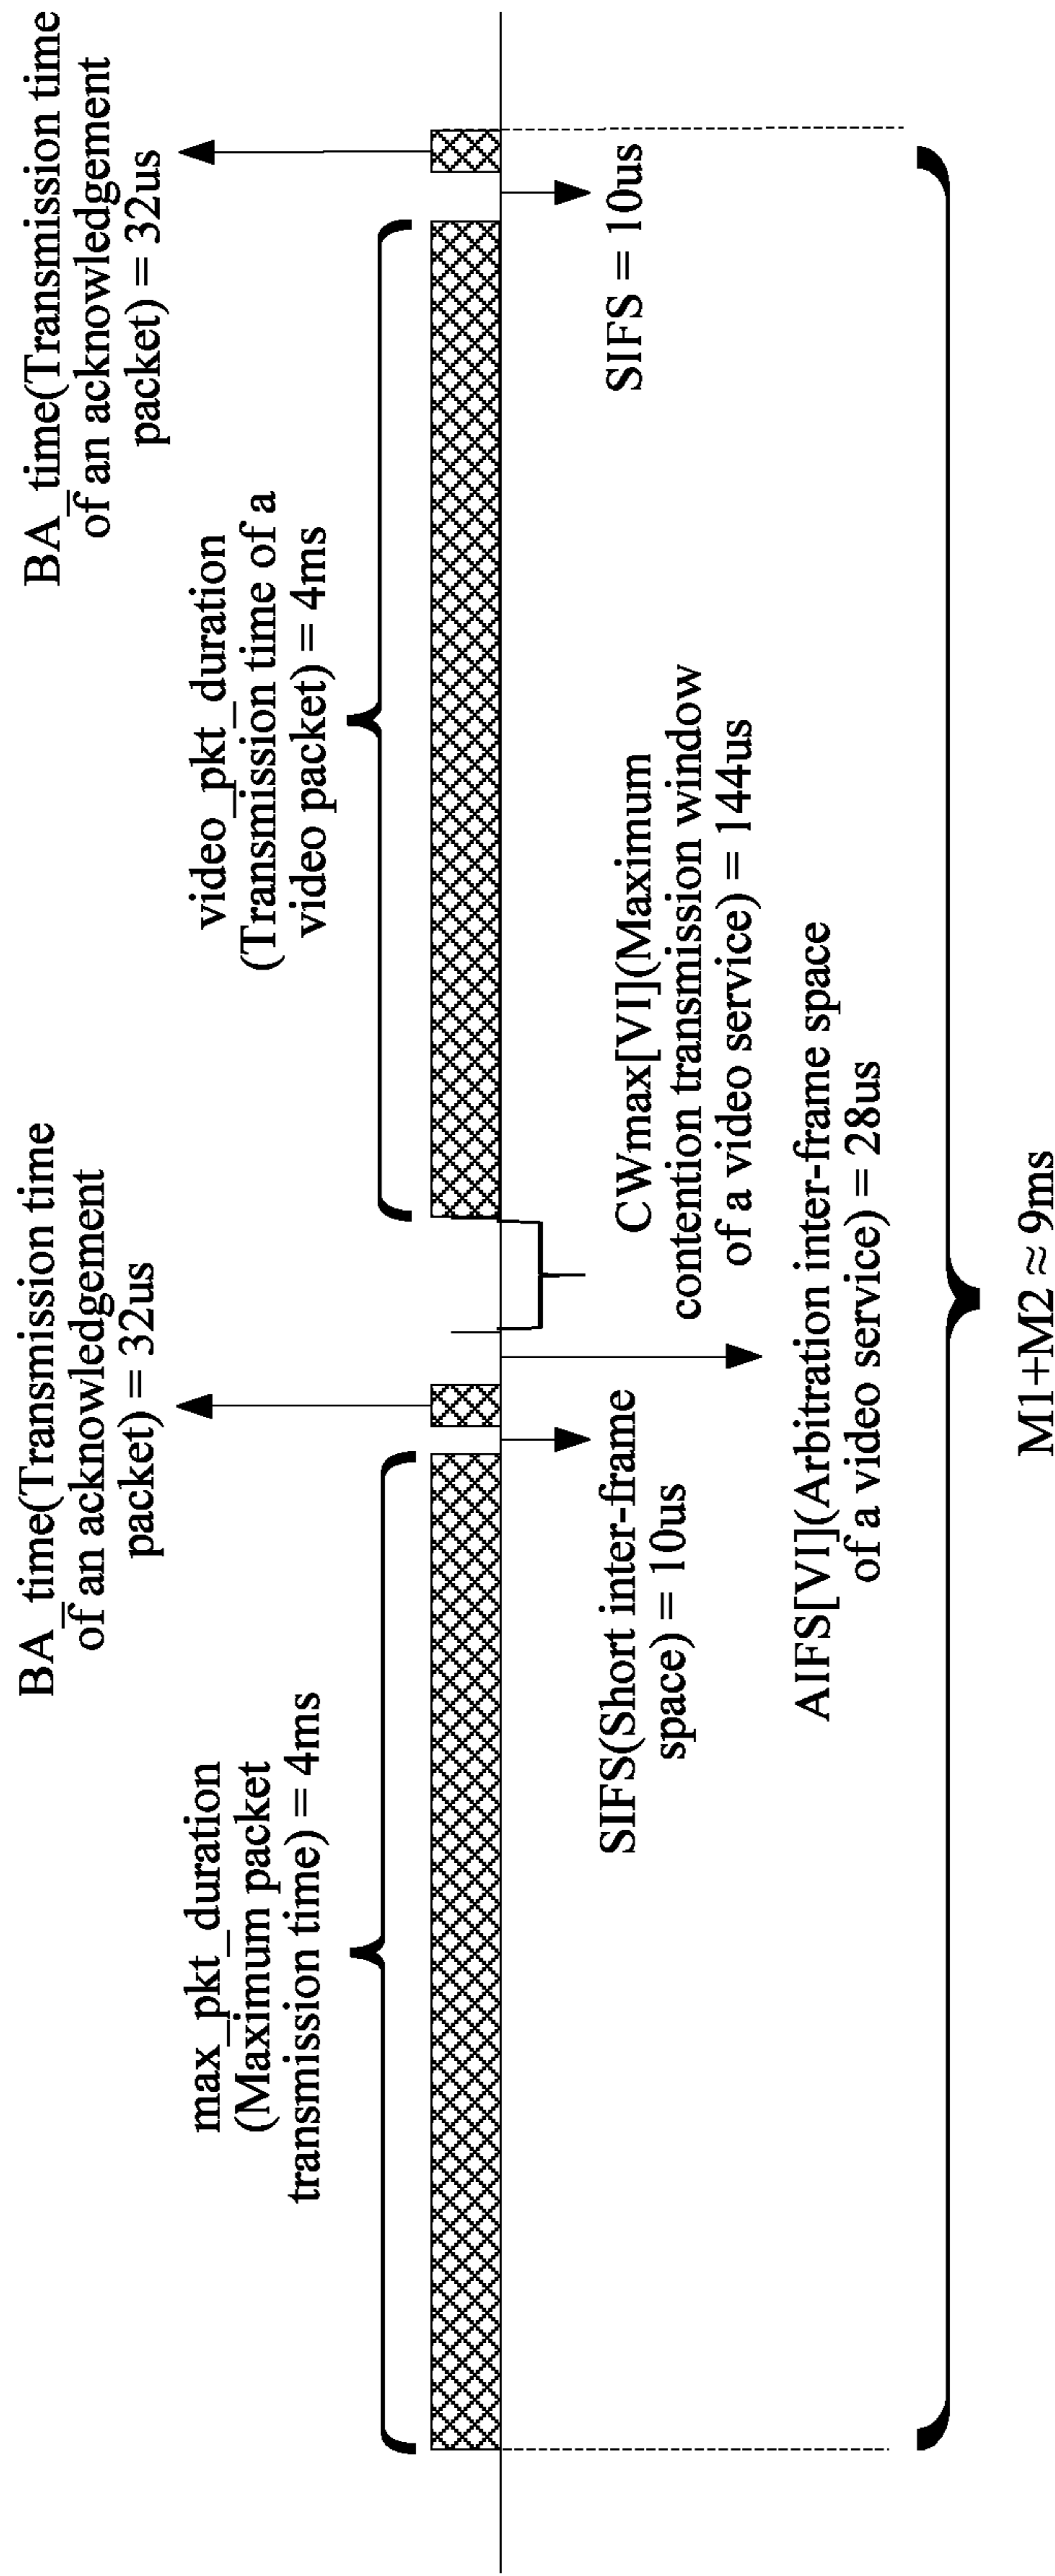 max_pkt_duration
(Maximum packet
transmission time) = 4ms
BA_time(Transmission time
of an acknowledgement
packet) = 32us
video_pkt_duration
(Transmission time of a
video packet) = 4ms
BA_time(Transmission time
of an acknowledgement
packet) = 32us
SIFS(Short inter-frame
space) = 10us
CWmax[VI](Maximum
contention transmission window
of a video service) = 144us
SIFS = 10us
AIFS[VI](Arbitration inter-frame space
of a video service) = 28us
M1+M2 ≈ 9ms